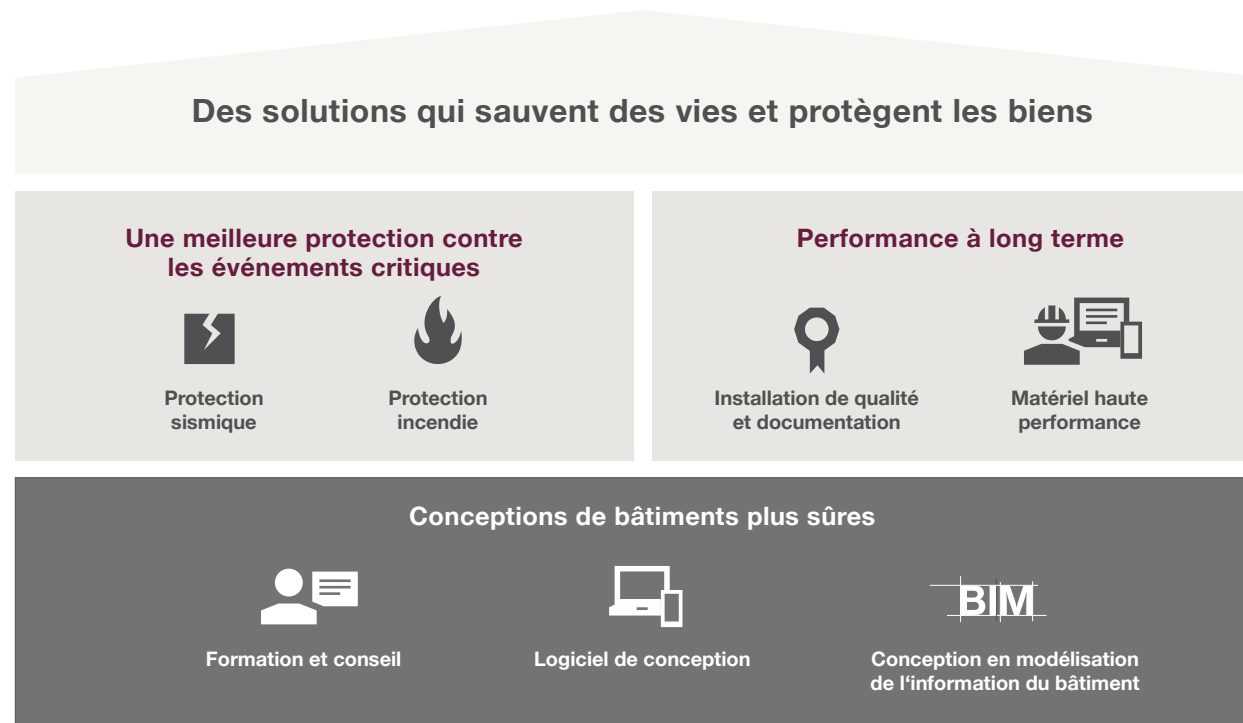 Des solutions qui sauvent des vies et protègent les biens
Une meilleure protection contre
les événements critiques
Protection
sismique
Protection
incendie
Performance à long terme
Installation de qualité
et documentation
Matériel haute
performance
Conceptions de bâtiments plus sûres
Formation et conseil
Logiciel de conception
BIM
Conception en modélisation
de l‘information du bâtiment